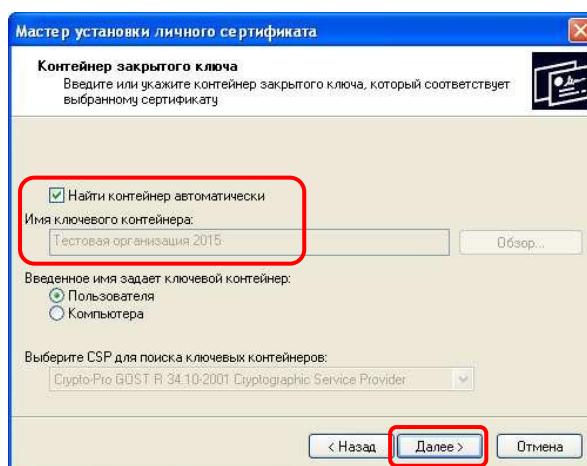 Мастер установки личного сертификата
Контейнер закрытого ключа
Введите или укажите контейнер закрытого ключа, который соответствует
выбранному сертификату
Найти контейнер автоматически
Имя ключевого контейнера:
Тестовая организация 2015
Обзор...
Введенное имя задает ключевой контейнер:
Пользователя
Компьютера
Выберите CSP для поиска ключевых контейнеров:
Crypto-Pro GOST R 34.10-2001 Cryptographic Service Provider
< Назад
Далее >
Отмена